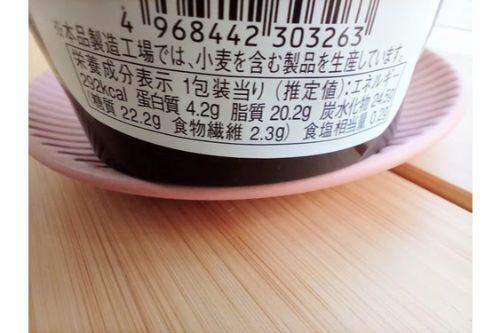 4 968442 303263
※本品製造工場では、小麦を含む製品を生産しています。
栄養成分表示 1包装当り(推定値):エネルギー
292kcal 蛋白質 4.2g 脂質 20.2g 炭水化物 24.5g
(糖質 22.2g 食物繊維 2.3g) 食塩相当量